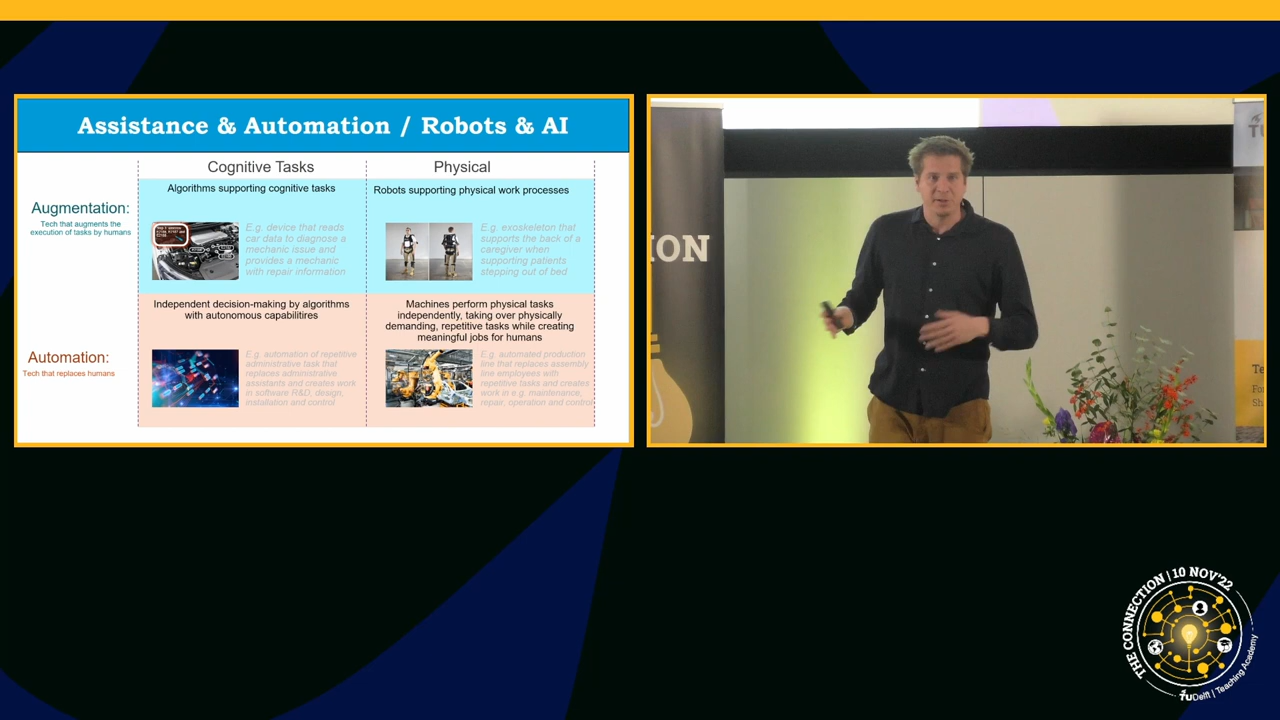 Assistance & Automation / Robots & AI
Cognitive Tasks
Physical
Augmentation:
Tech that augments the
execution of tasks by humans
Algorithms supporting cognitive tasks
E.g. device that reads
car data to diagnose a
mechanic issue and
provides a mechanic
with repair information
Robots supporting physical work processes
E.g. exoskeleton that
supports the back of a
caregiver when
supporting patients
stepping out of bed
Automation:
Tech that replaces humans
Independent decision-making by algorithms
with autonomous capabilitires
E.g. automation of repetitive
administrative task that
replaces administrative
assistants and creates work
in software R&D, design,
installation and control
Machines perform physical tasks
independently, taking over physically
demanding, repetitive tasks while creating
meaningful jobs for humans
E.g. automated production
line that replaces assembly
line employees with
repetitive tasks and creates
work in e.g. maintenance,
repair, operation and control
ION
TU
Te
Fo
Sh
THE CONNECTION | 10 NOV'22
TUDelft | Teaching Academy